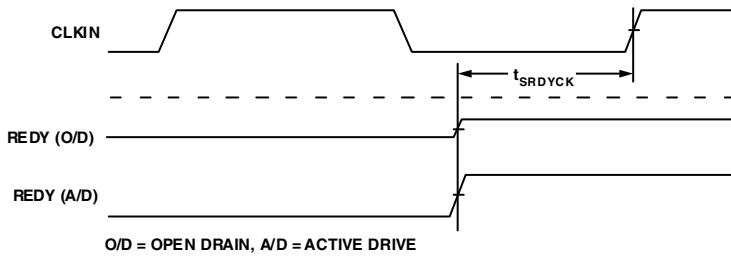 CLKIN
tSRDYCK
REDY (O/D)
REDY (A/D)
O/D = OPEN DRAIN, A/D = ACTIVE DRIVE